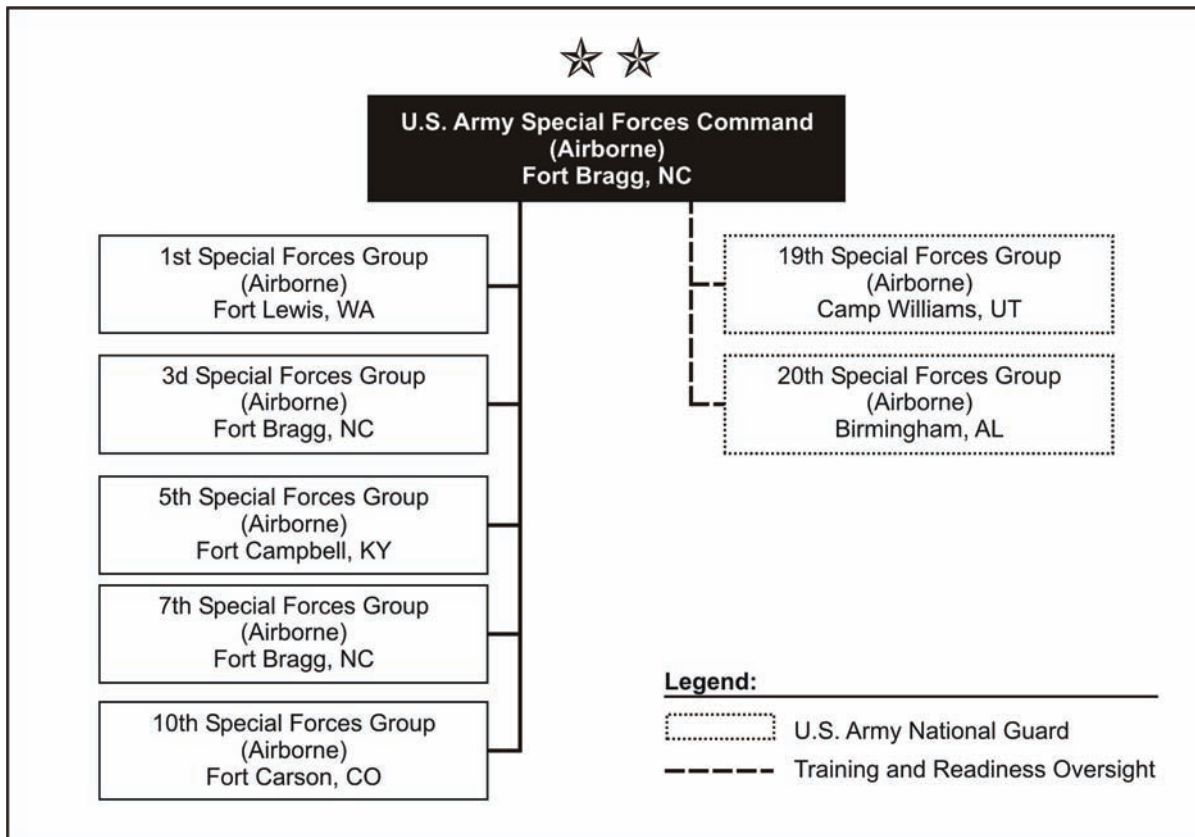 U.S. Army Special Forces Command
(Airborne)
Fort Bragg, NC
1st Special Forces Group
(Airborne)
Fort Lewis, WA
3d Special Forces Group
(Airborne)
Fort Bragg, NC
5th Special Forces Group
(Airborne)
Fort Campbell, KY
7th Special Forces Group
(Airborne)
Fort Bragg, NC
10th Special Forces Group
(Airborne)
Fort Carson, CO
19th Special Forces Group
(Airborne)
Camp Williams, UT
20th Special Forces Group
(Airborne)
Birmingham, AL
Legend:
U.S. Army National Guard
Training and Readiness Oversight